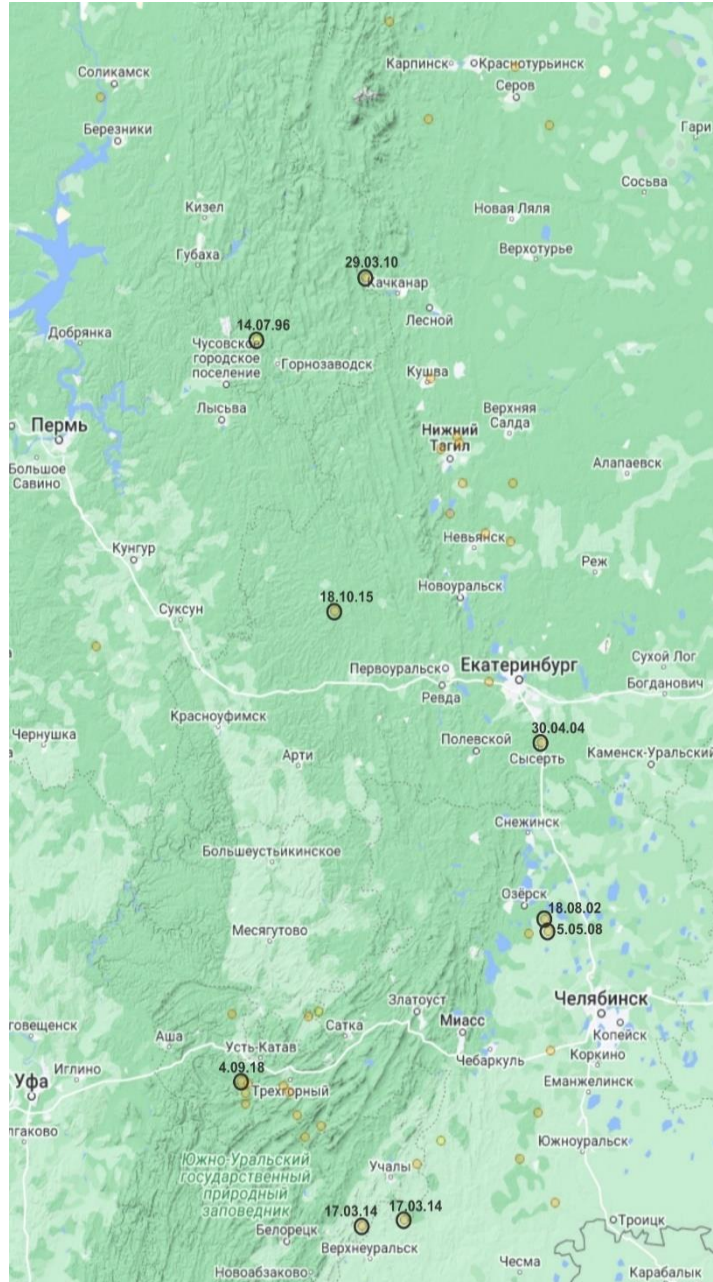 Карпинск
Краснотурьинск
Соликамск
Серов
Березники
Гари
Сосьва
Кизел
Новая Ляля
Губаха
Верхотурье
29.03.10
Качканар
Лесной
14.07.96
Добрянка
Чусовское
городское
поселение
Горнозаводск
Кушва
Лысьва
Верхняя
Салда
Пермь
Нижний
Тагил
Большое
Савино
Алапаевск
Невьянск
Кунгур
Реж
Новоуральск
18.10.15
Суксун
Первоуральск
Екатеринбург
Сухой Лог
Ревда
Богданович
Красноуфимск
30.04.04
Чернушка
Полевской
Арти
Сысерть
Каменск-Уральский
Снежинск
Большеустьикинское
Озёрск
18.08.02
5.05.08
Месягутово
Златоуст
Челябинск
говещенск
Сатка
Миасс
Аша
Копейск
Усть-Катав
Чебаркуль
Коркино
Иглино
4.09.18
Уфа
Трехгорный
Еманжелинск
лгаково
Южноуральск
Южно-Уральский
государственный
природный
заповедник
Учалы
17.03.14
17.03.14
Троицк
Белорецк
Верхнеуральск
Чесма
Новоабзаково
Карабалык